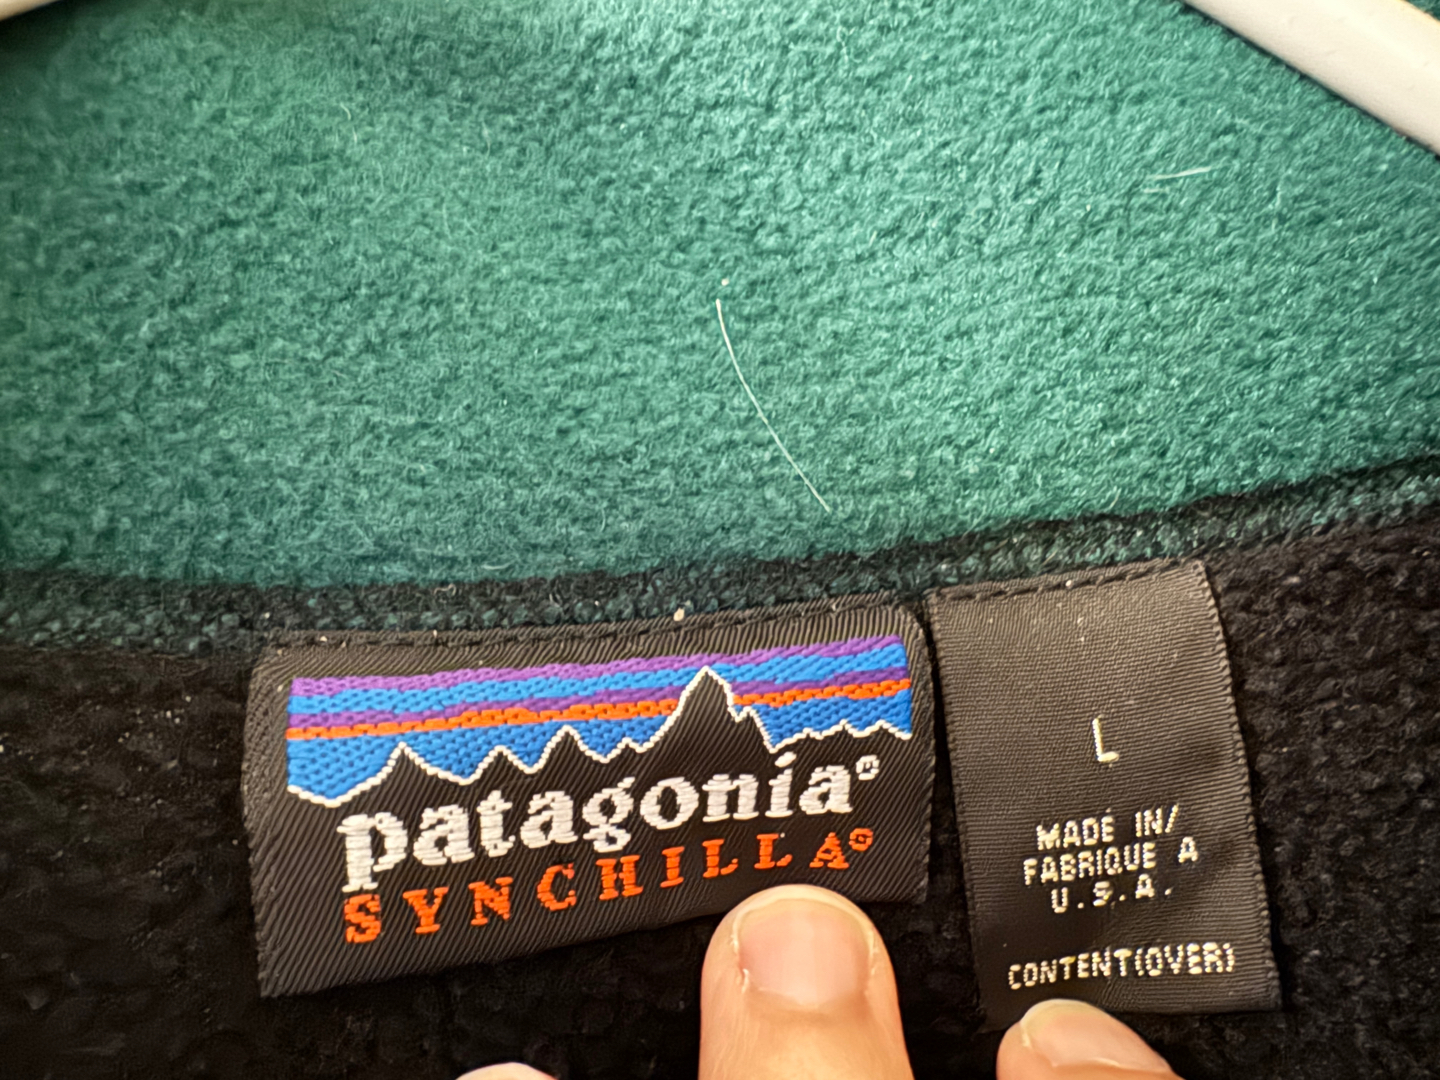 patagonia®
SYNCHILLA®
L
MADE IN/
FABRIQUE A
U.S.A.
CONTENT(OVER)